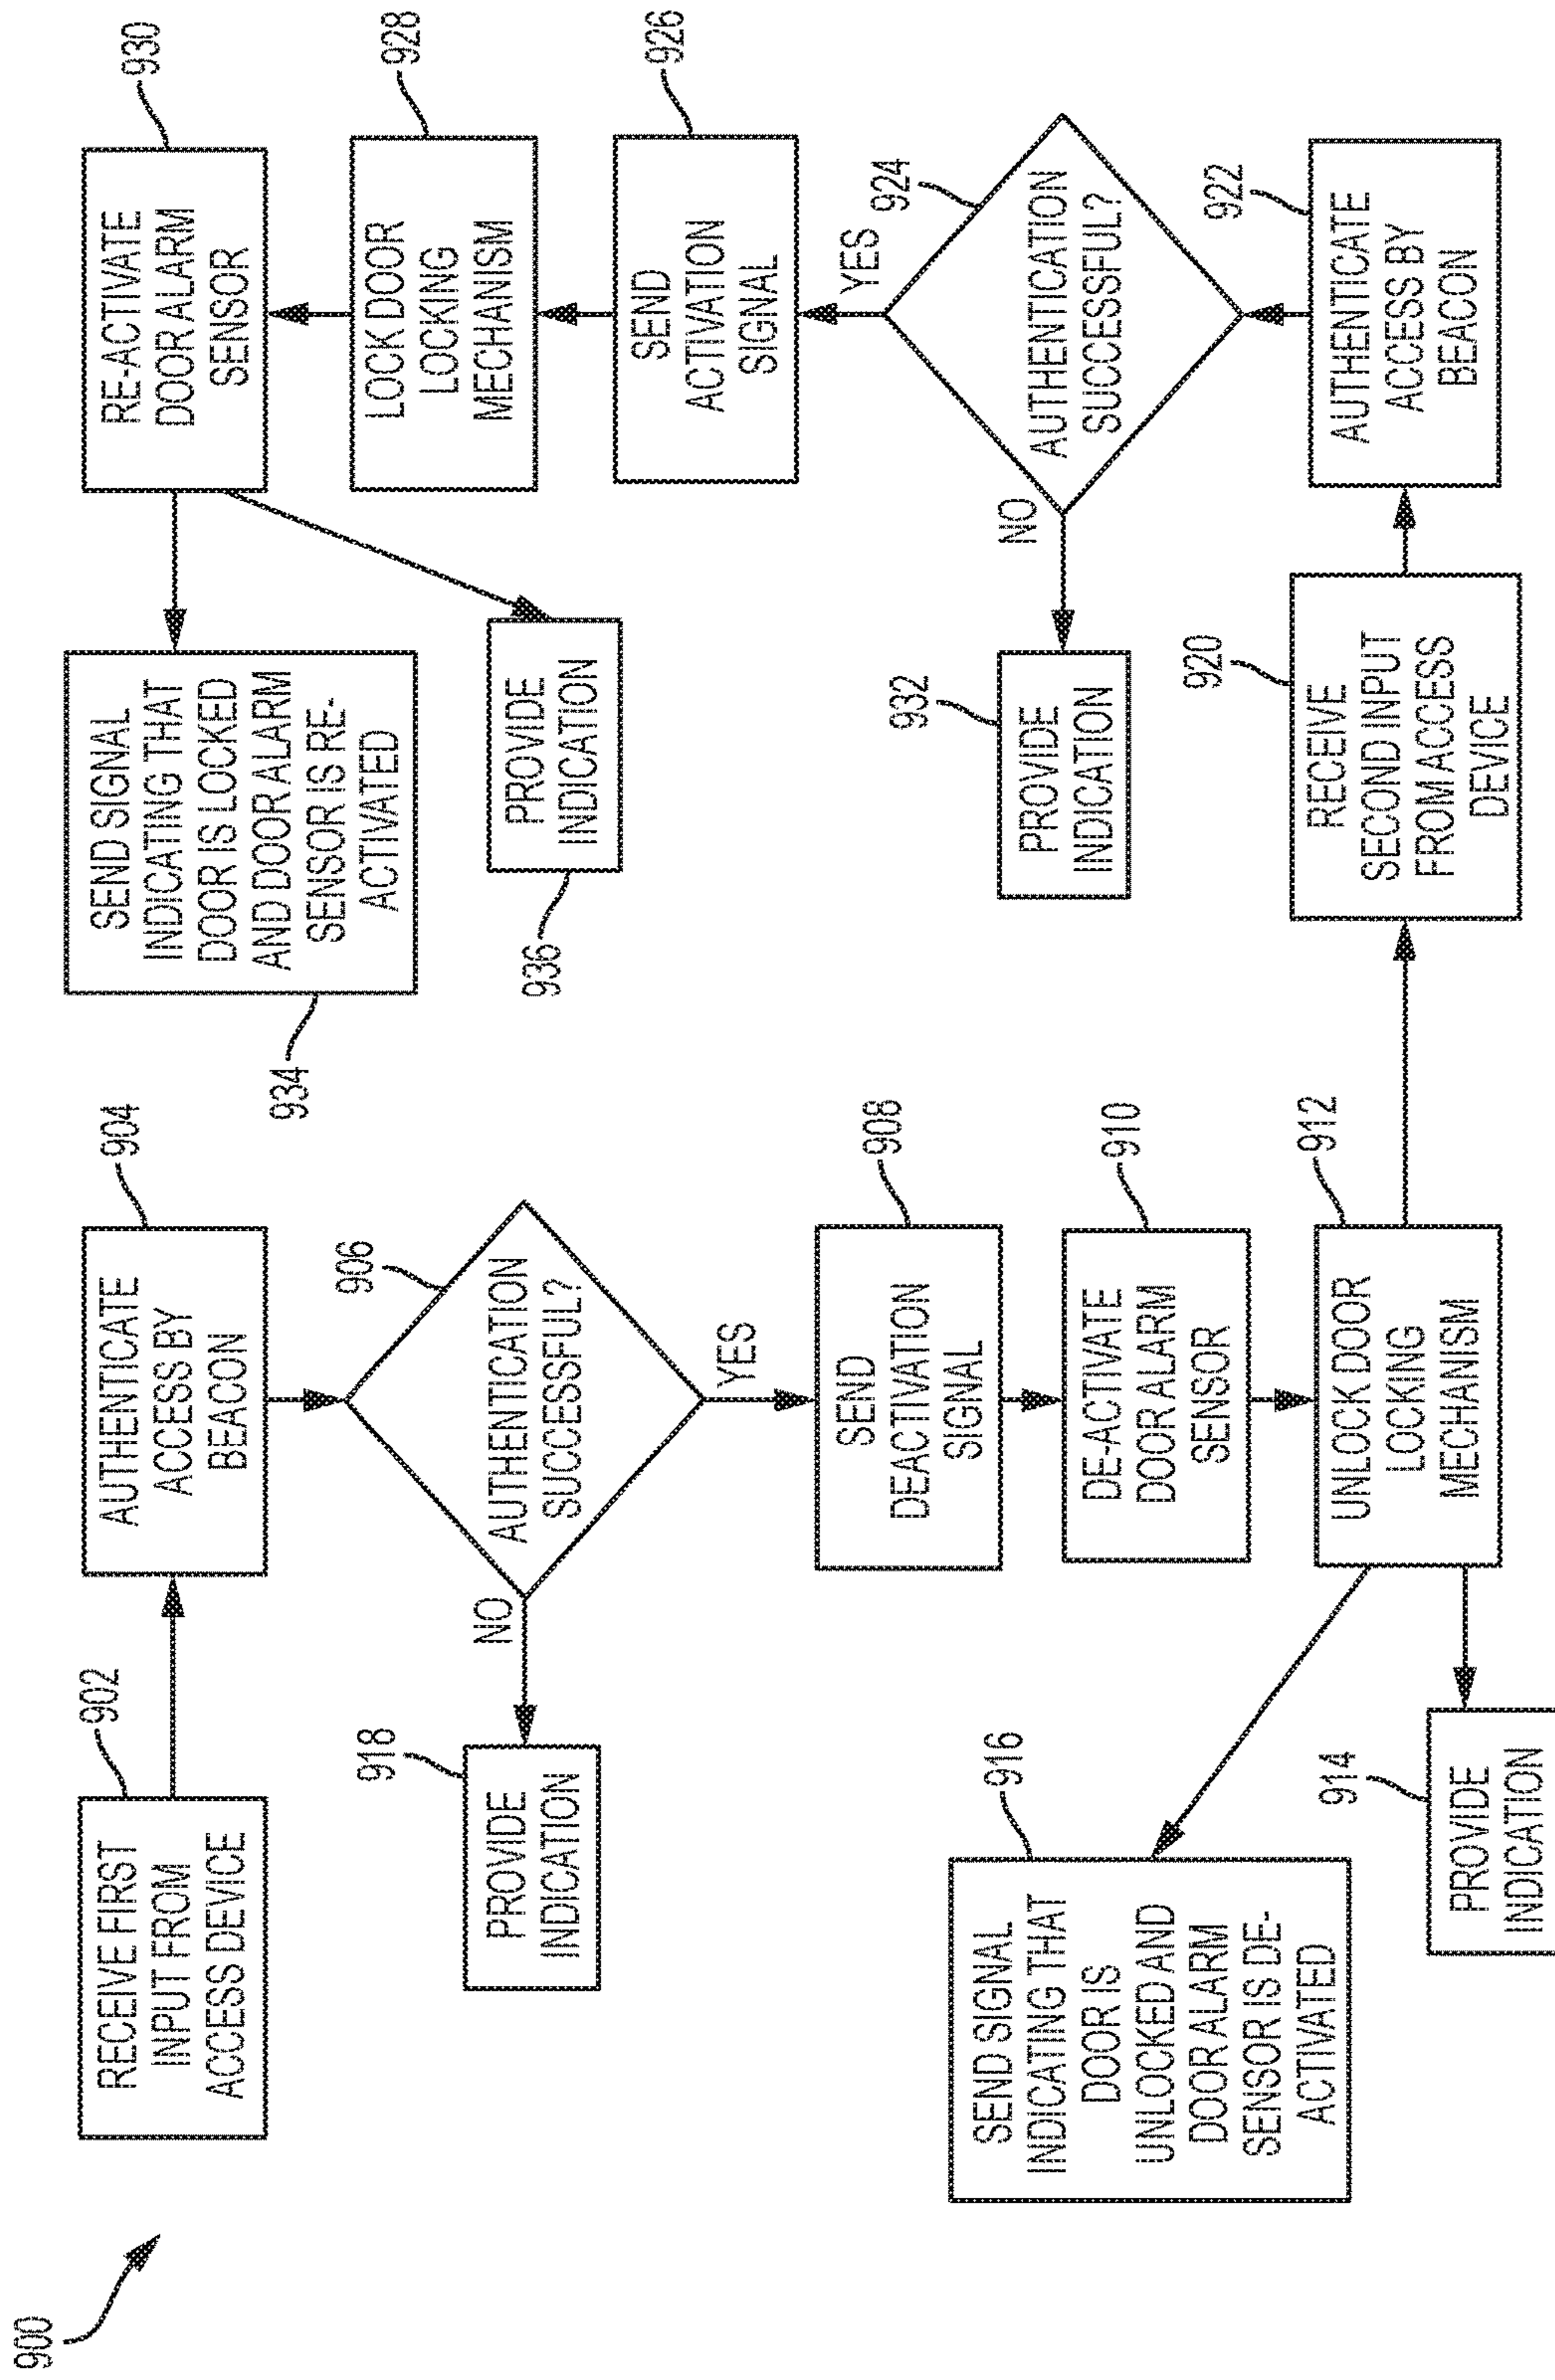 900
902
RECEIVE FIRST
INPUT FROM
ACCESS DEVICE
904
AUTHENTICATE
ACCESS BY
BEACON
906
AUTHENTICATION
SUCCESSFUL?
NO
918
PROVIDE
INDICATION
YES
908
SEND
DEACTIVATION
SIGNAL
910
DE-ACTIVATE
DOOR ALARM
SENSOR
912
UNLOCK DOOR
LOCKING
MECHANISM
916
SEND SIGNAL
INDICATING THAT
DOOR IS
UNLOCKED AND
DOOR ALARM
SENSOR IS DE-
ACTIVATED
914
PROVIDE
INDICATION
920
RECEIVE
SECOND INPUT
FROM ACCESS
DEVICE
922
AUTHENTICATE
ACCESS BY
BEACON
924
AUTHENTICATION
SUCCESSFUL?
NO
932
PROVIDE
INDICATION
YES
926
SEND
ACTIVATION
SIGNAL
928
LOCK DOOR
LOCKING
MECHANISM
930
RE-ACTIVATE
DOOR ALARM
SENSOR
SEND SIGNAL
INDICATING THAT
DOOR IS LOCKED
AND DOOR ALARM
SENSOR IS RE-
ACTIVATED
934
PROVIDE
INDICATION
936